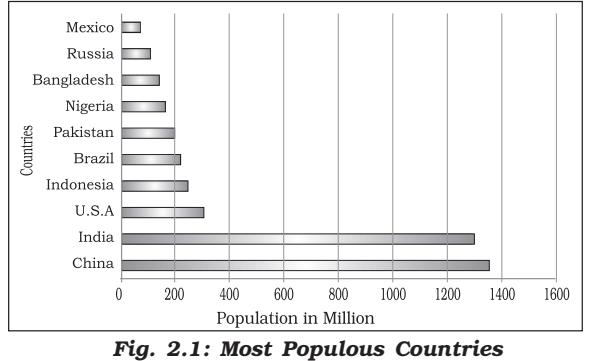 Mexico
Russia
Bangladesh
Nigeria
Pakistan
Brazil
Indonesia
U.S.A
India
China
Countries
0 200 400 600 800 1000 1200 1400 1600
Population in Million
Fig. 2.1: Most Populous Countries